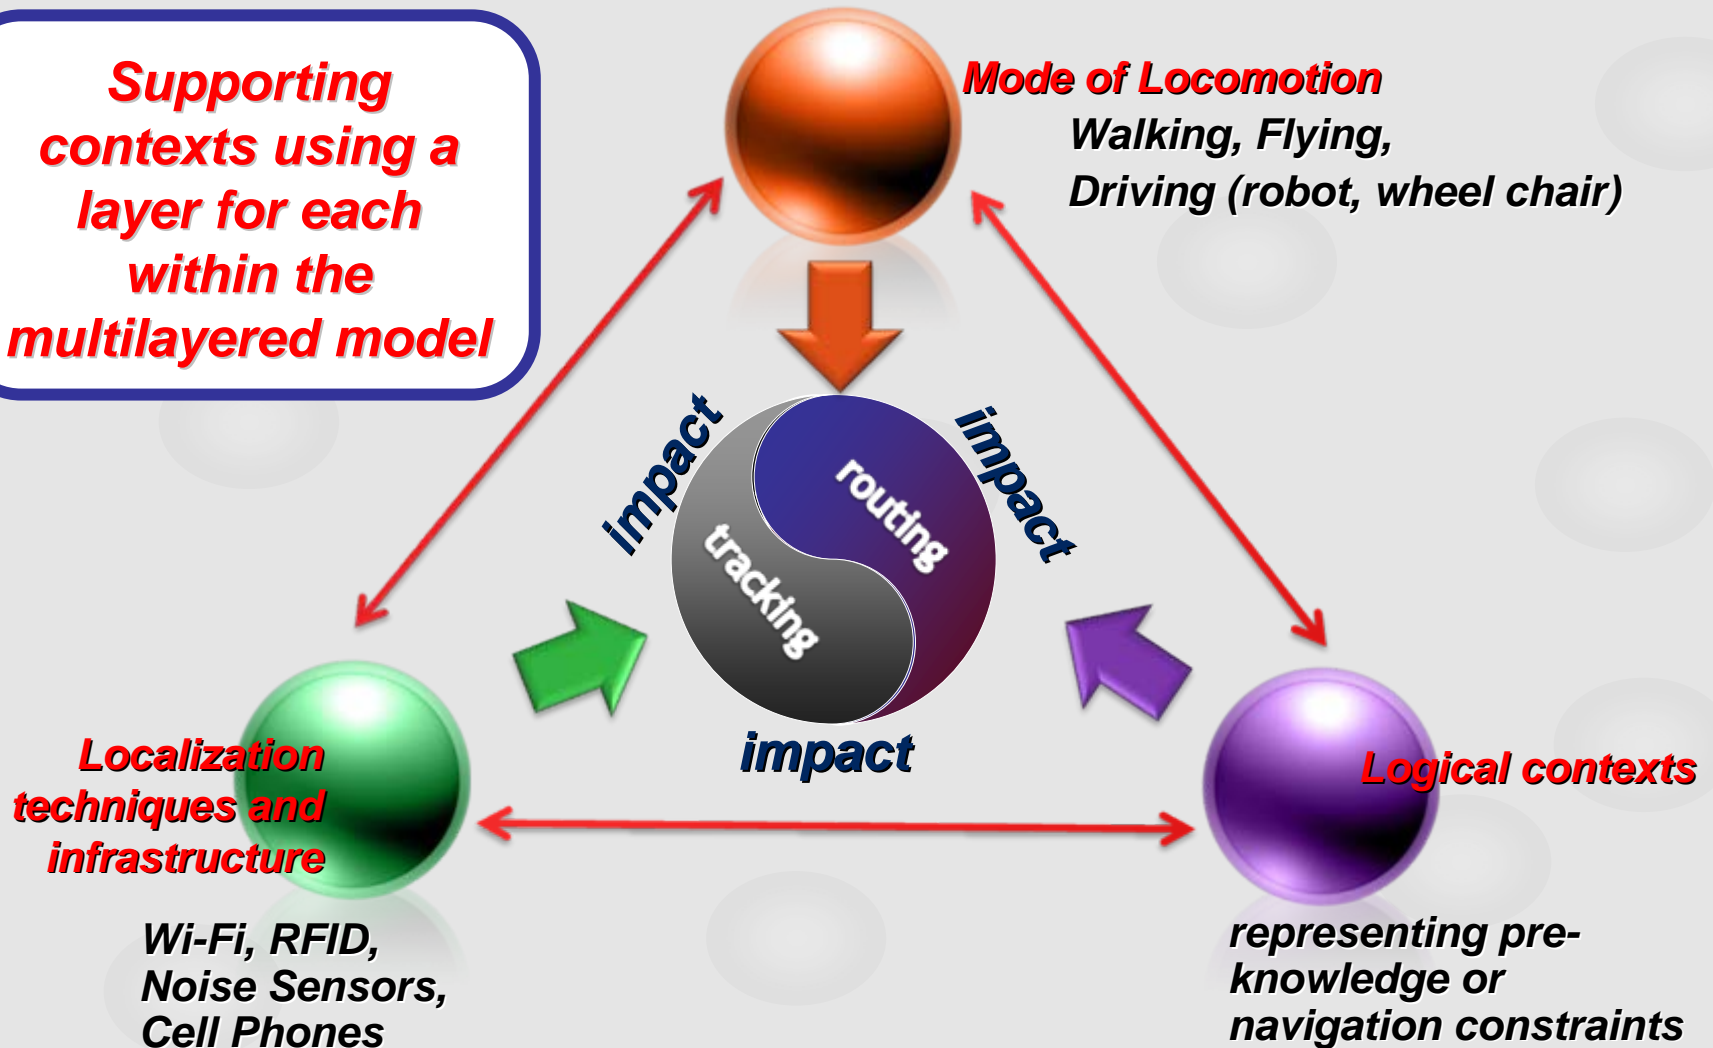 Supporting
contexts using a
layer for each
within the
multilayered model
Mode of Locomotion
Walking, Flying,
Driving (robot, wheel chair)
impact
impact
routing
tracking
impact
Localization
techniques and
infrastructure
Wi-Fi, RFID,
Noise Sensors,
Cell Phones
Logical contexts
representing pre-
knowledge or
navigation constraints